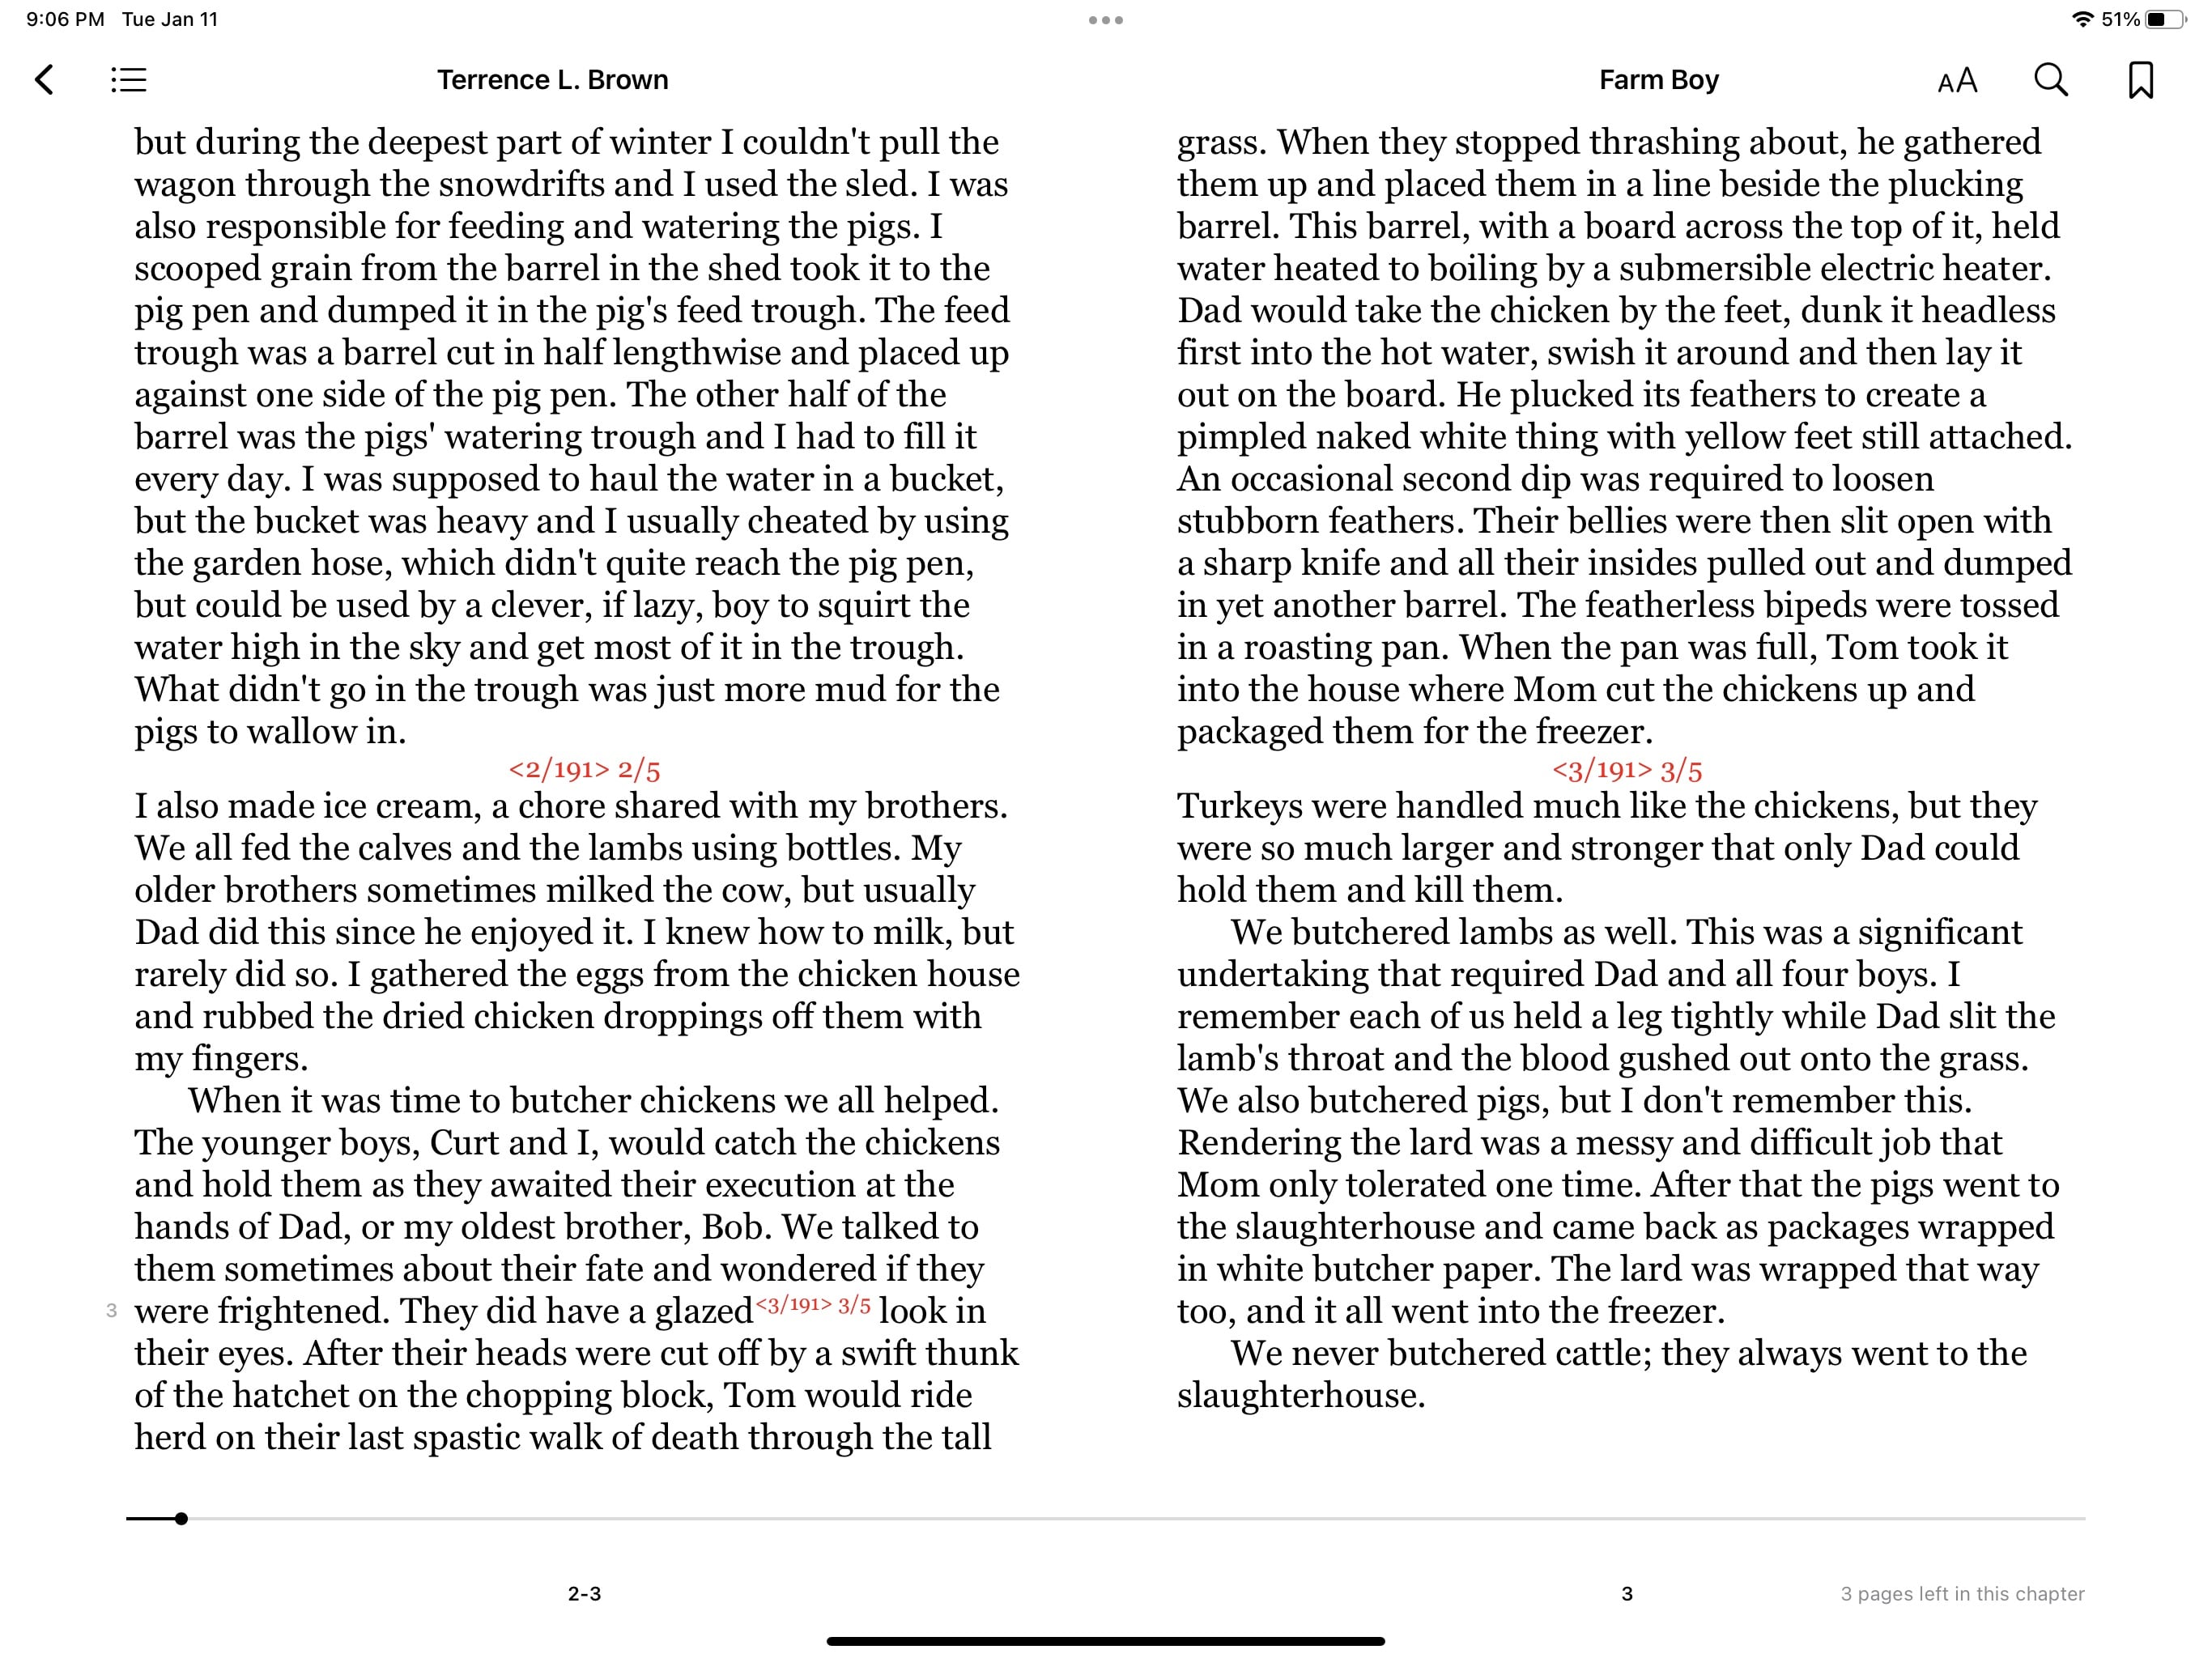 9:06 PM Tue Jan 11
51%
Terrence L. Brown
Farm Boy
AA
but during the deepest part of winter I couldn't pull the
wagon through the snowdrifts and I used the sled. I was
also responsible for feeding and watering the pigs. I
scooped grain from the barrel in the shed took it to the
pig pen and dumped it in the pig's feed trough. The feed
trough was a barrel cut in half lengthwise and placed up
against one side of the pig pen. The other half of the
barrel was the pigs' watering trough and I had to fill it
every day. I was supposed to haul the water in a bucket,
but the bucket was heavy and I usually cheated by using
the garden hose, which didn't quite reach the pig pen,
but could be used by a clever, if lazy, boy to squirt the
water high in the sky and get most of it in the trough.
What didn't go in the trough was just more mud for the
pigs to wallow in.
<2/191> 2/5
I also made ice cream, a chore shared with my brothers.
We all fed the calves and the lambs using bottles. My
older brothers sometimes milked the cow, but usually
Dad did this since he enjoyed it. I knew how to milk, but
rarely did so. I gathered the eggs from the chicken house
and rubbed the dried chicken droppings off them with
my fingers.
When it was time to butcher chickens we all helped.
The younger boys, Curt and I, would catch the chickens
and hold them as they awaited their execution at the
hands of Dad, or my oldest brother, Bob. We talked to
them sometimes about their fate and wondered if they
3 were frightened. They did have a glazed<3/191> 3/5 look in
their eyes. After their heads were cut off by a swift thunk
of the hatchet on the chopping block, Tom would ride
herd on their last spastic walk of death through the tall
grass. When they stopped thrashing about, he gathered
them up and placed them in a line beside the plucking
barrel. This barrel, with a board across the top of it, held
water heated to boiling by a submersible electric heater.
Dad would take the chicken by the feet, dunk it headless
first into the hot water, swish it around and then lay it
out on the board. He plucked its feathers to create a
pimpled naked white thing with yellow feet still attached.
An occasional second dip was required to loosen
stubborn feathers. Their bellies were then slit open with
a sharp knife and all their insides pulled out and dumped
in yet another barrel. The featherless bipeds were tossed
in a roasting pan. When the pan was full, Tom took it
into the house where Mom cut the chickens up and
packaged them for the freezer.
<3/191> 3/5
Turkeys were handled much like the chickens, but they
were so much larger and stronger that only Dad could
hold them and kill them.
We butchered lambs as well. This was a significant
undertaking that required Dad and all four boys. I
remember each of us held a leg tightly while Dad slit the
lamb's throat and the blood gushed out onto the grass.
We also butchered pigs, but I don't remember this.
Rendering the lard was a messy and difficult job that
Mom only tolerated one time. After that the pigs went to
the slaughterhouse and came back as packages wrapped
in white butcher paper. The lard was wrapped that way
too, and it all went into the freezer.
We never butchered cattle; they always went to the
slaughterhouse.
2-3
3
3 pages left in this chapter